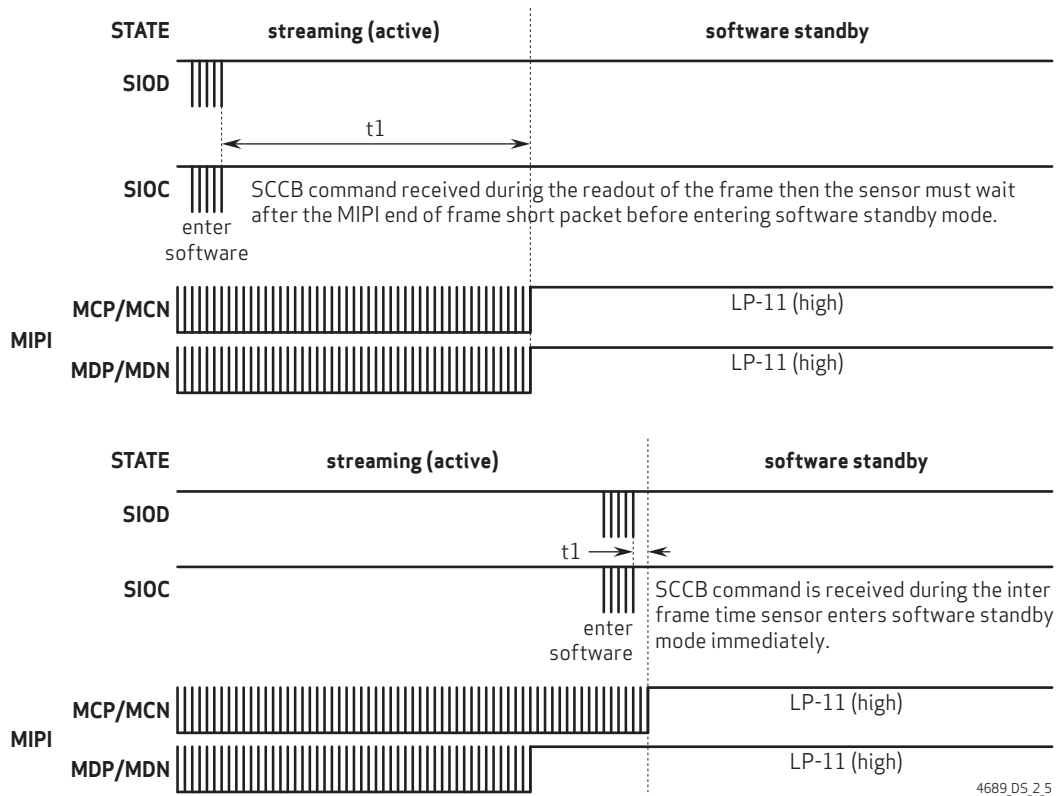 STATE streaming (active) software standby
SIOD
t1
SIOC SCCB command received during the readout of the frame then the sensor must wait
after the MIPI end of frame short packet before entering software standby mode.
enter
software
MCP/MCN LP-11 (high)
MIPI
MDP/MDN LP-11 (high)
STATE streaming (active) software standby
SIOD
t1
SIOC SCCB command is received during the inter
frame time sensor enters software standby
enter mode immediately.
software
MCP/MCN LP-11 (high)
MIPI
MDP/MDN LP-11 (high)
4689_DS_2_5